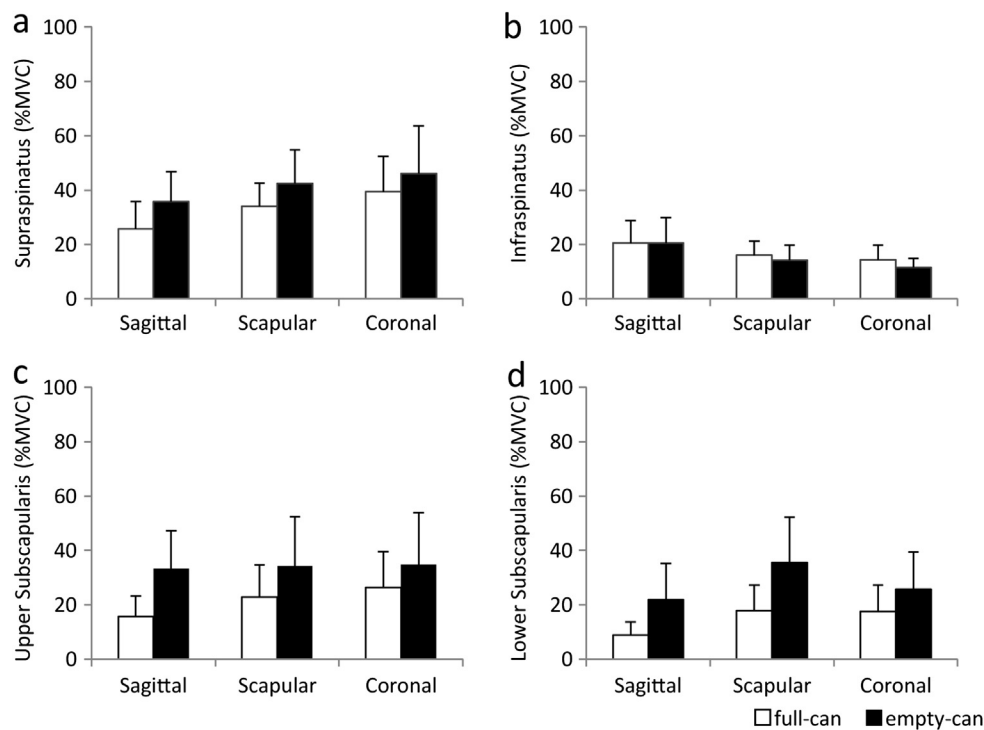 a
Supraspinatus (%MVC)
100
80
60
40
20
0
Sagittal Scapular Coronal
b
Infraspinatus (%MVC)
100
80
60
40
20
0
Sagittal Scapular Coronal
c
Upper Subscapularis (%MVC)
100
80
60
40
20
0
Sagittal Scapular Coronal
d
Lower Subscapularis (%MVC)
100
80
60
40
20
0
Sagittal Scapular Coronal
full-can empty-can